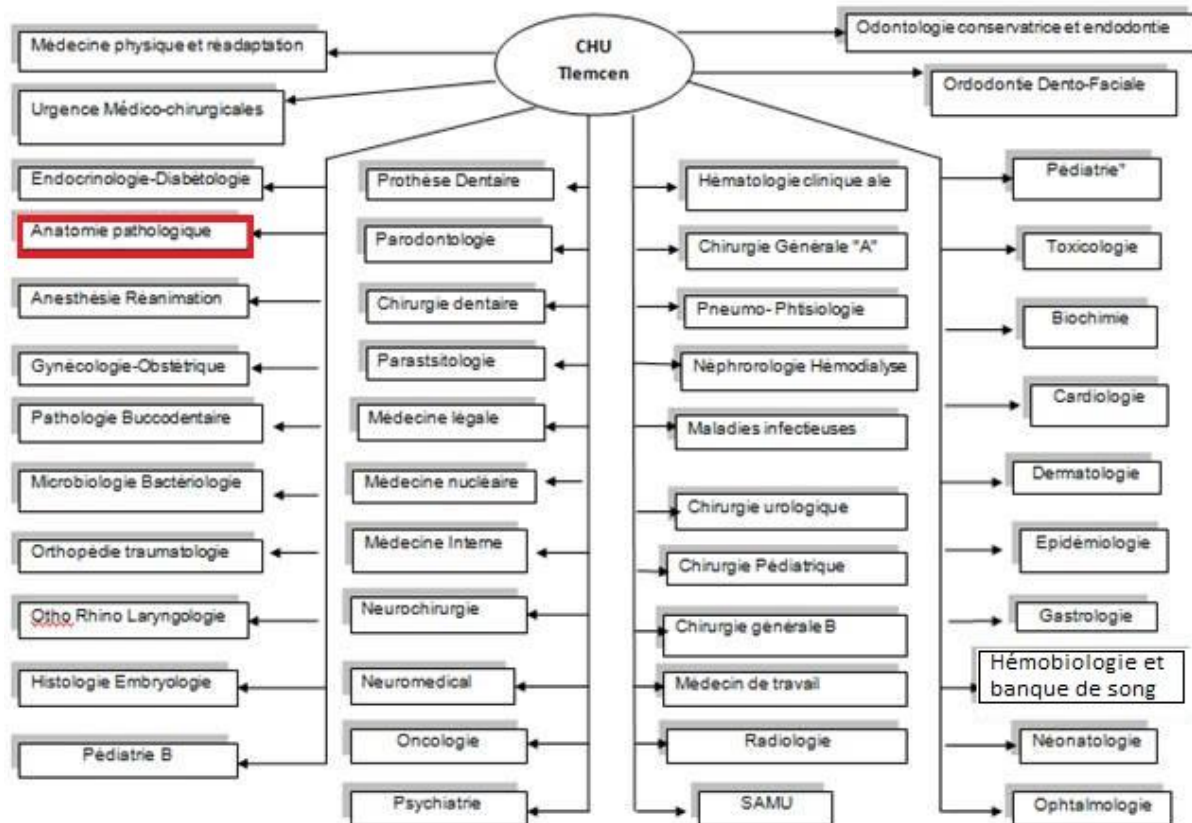 CHU
Tlemcen
Médecine physique et réadaptation
Urgence Médico-chirurgicales
Odontologie conservatrice et endodontie
Ordodontie Dento-Faciale
Endocrinologie-Diabétologie
Anatomie pathologique
Anesthésie Réanimation
Gynécologie-Obstétrique
Pathologie Buccodentaire
Microbiologie Bactériologie
Orthopédie traumatologie
Otho Rhino Laryngologie
Histologie Embryologie
Pédiatrie B
Prothèse Dentaire
Parodontologie
Chirurgie dentaire
Parastsitologie
Médecine légale
Médecine nucléaire
Médecine Interne
Neurochirurgie
Neuromedical
Oncologie
Psychiatrie
Hématologie clinique ale
Chirurgie Générale "A"
Pneumo- Phtisiologie
Néphrorologie Hémodialyse
Maladies infectieuses
Chirurgie urologique
Chirurgie Pédiatrique
Chirurgie générale B
Médecin de travail
Radiologie
SAMU
Pédiatrie"
Toxicologie
Biochimie
Cardiologie
Dermatologie
Epidémiologie
Gastrologie
Hémobiologie et
banque de song
Néonatologie
Ophtalmologie